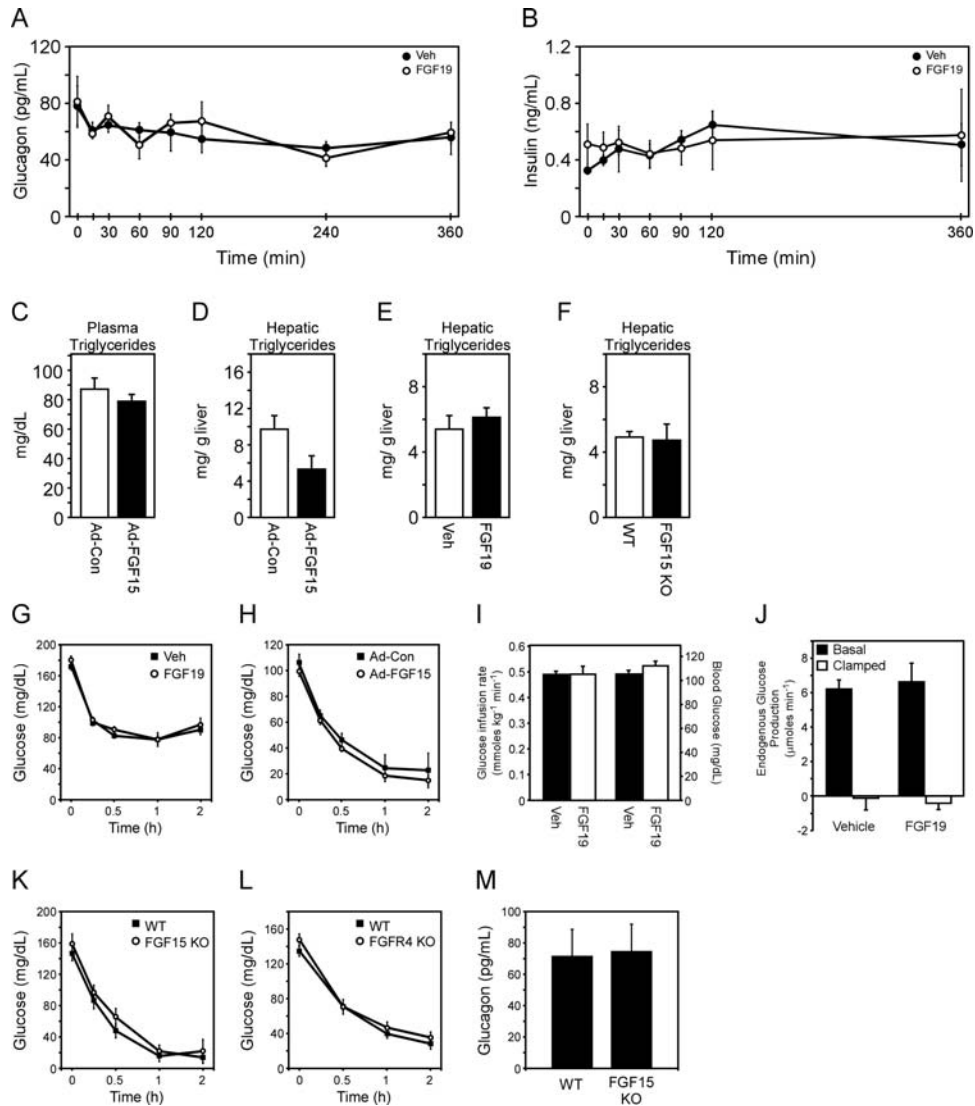 A
120
80
40
0
Glucagon (pg/mL)
Veh
FGF19
0 30 60 90 120 240 360
Time (min)
B
1.2
0.8
0.4
0
Insulin (ng/mL)
Veh
FGF19
0 30 60 90 120 360
Time (min)
C
Plasma
Triglycerides
100
80
60
40
20
0
mg/dL
Ad-Con
Ad-FGF15
D
Hepatic
Triglycerides
16
12
8
4
0
mg/ g liver
Ad-Con
Ad-FGF15
E
Hepatic
Triglycerides
8
4
0
mg/ g liver
Veh
FGF19
F
Hepatic
Triglycerides
8
4
0
mg/ g liver
WT
FGF15 KO
G
200
160
120
80
40
0
Glucose (mg/dL)
Veh
FGF19
0 0.5 1 2
Time (h)
H
120
100
80
60
40
20
0
Glucose (mg/dL)
Ad-Con
Ad-FGF15
0 0.5 1 2
Time (h)
I
0.6
0.5
0.4
0.3
0.2
0.1
0
Glucose infusion rate
(mmoles kg-1 min-1)
120
100
80
60
40
20
0
Blood Glucose (mg/dL)
Veh
FGF19
Veh
FGF19
J
Basal
Clamped
8
6
4
2
0
-2
Endogenous Glucose
Production
(µmoles min-1)
Vehicle FGF19
K
200
160
120
80
40
0
Glucose (mg/dL)
WT
FGF15 KO
0 0.5 1 2
Time (h)
L
200
160
120
80
40
0
Glucose (mg/dL)
WT
FGFR4 KO
0 0.5 1 2
Time (h)
M
100
80
60
40
20
0
Glucagon (pg/mL)
WT FGF15
KO